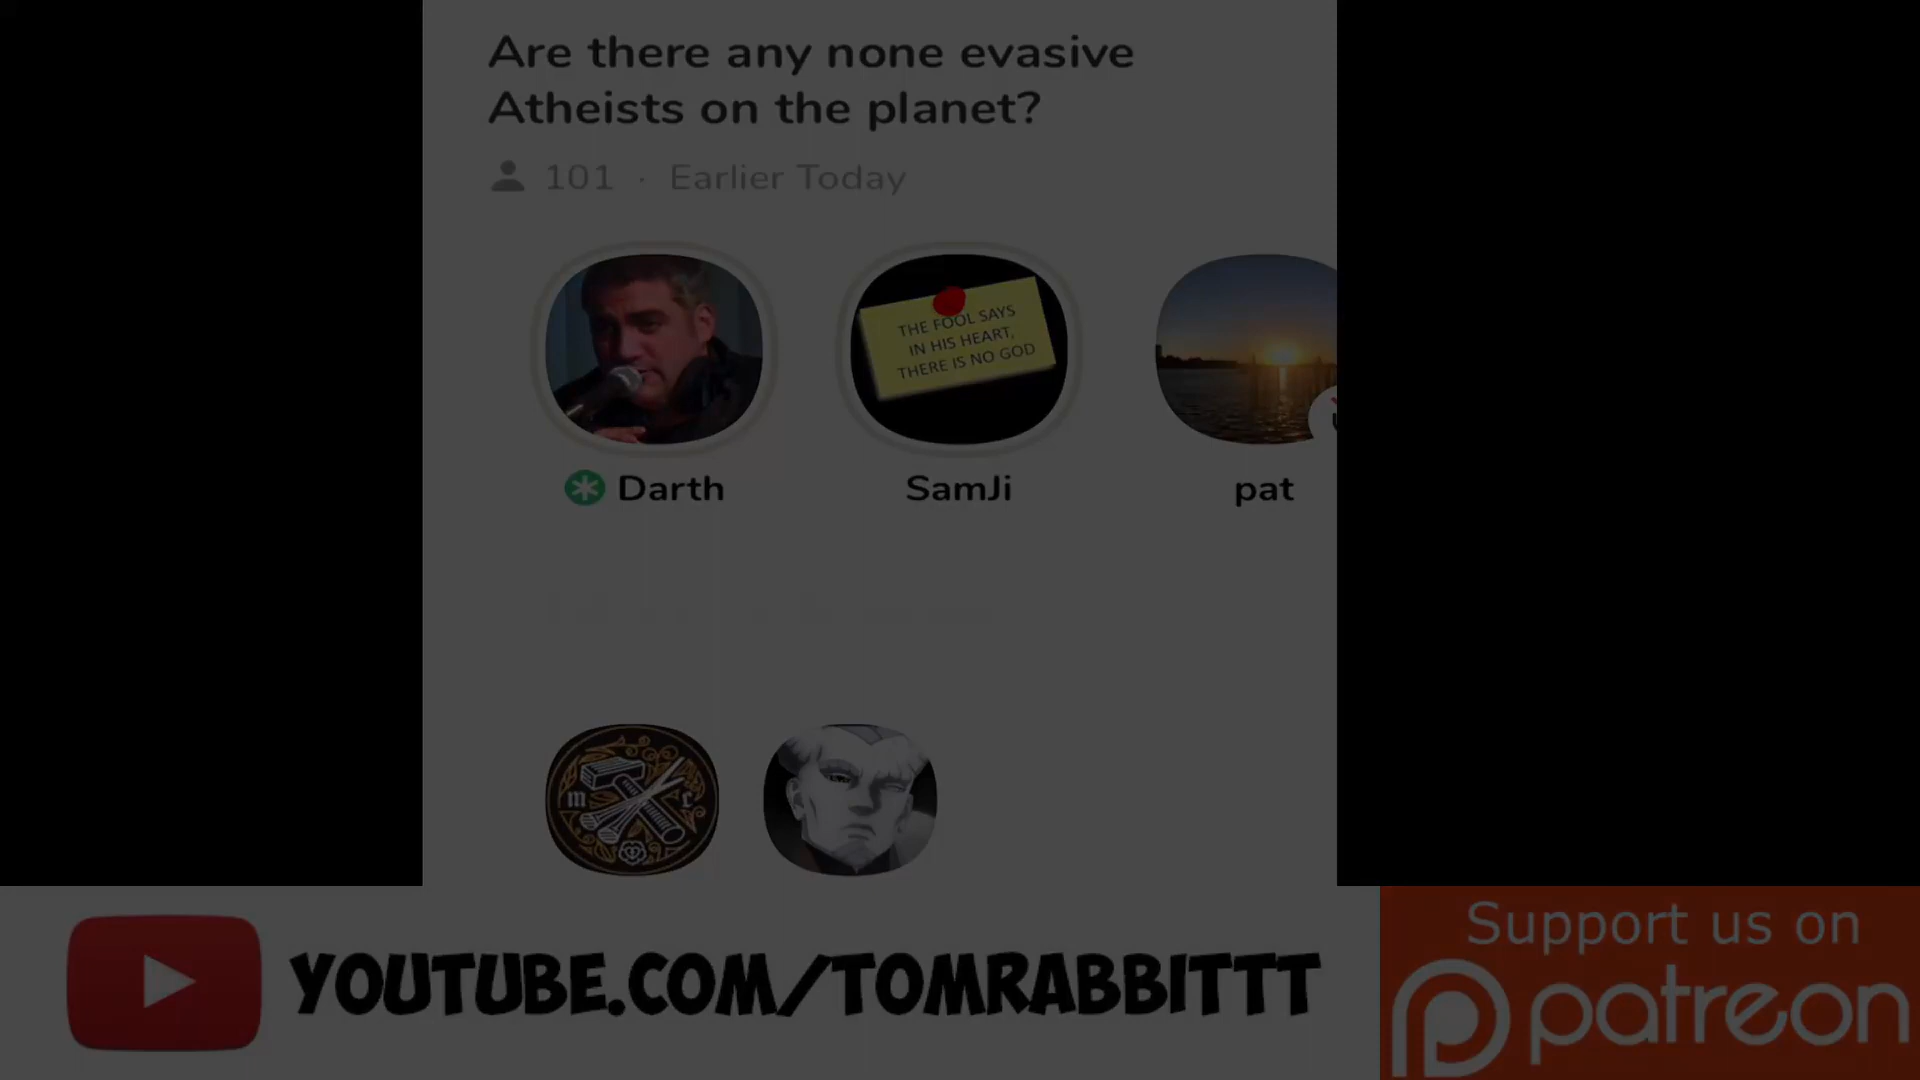 Are there any none evasive
Atheists on the planet?
101 · Earlier Today
THE FOOL SAYS
IN HIS HEART,
THERE IS NO GOD
Darth
SamJi
pat
m
YOUTUBE.COM/TOMRABBITTT
Support us on
patreon